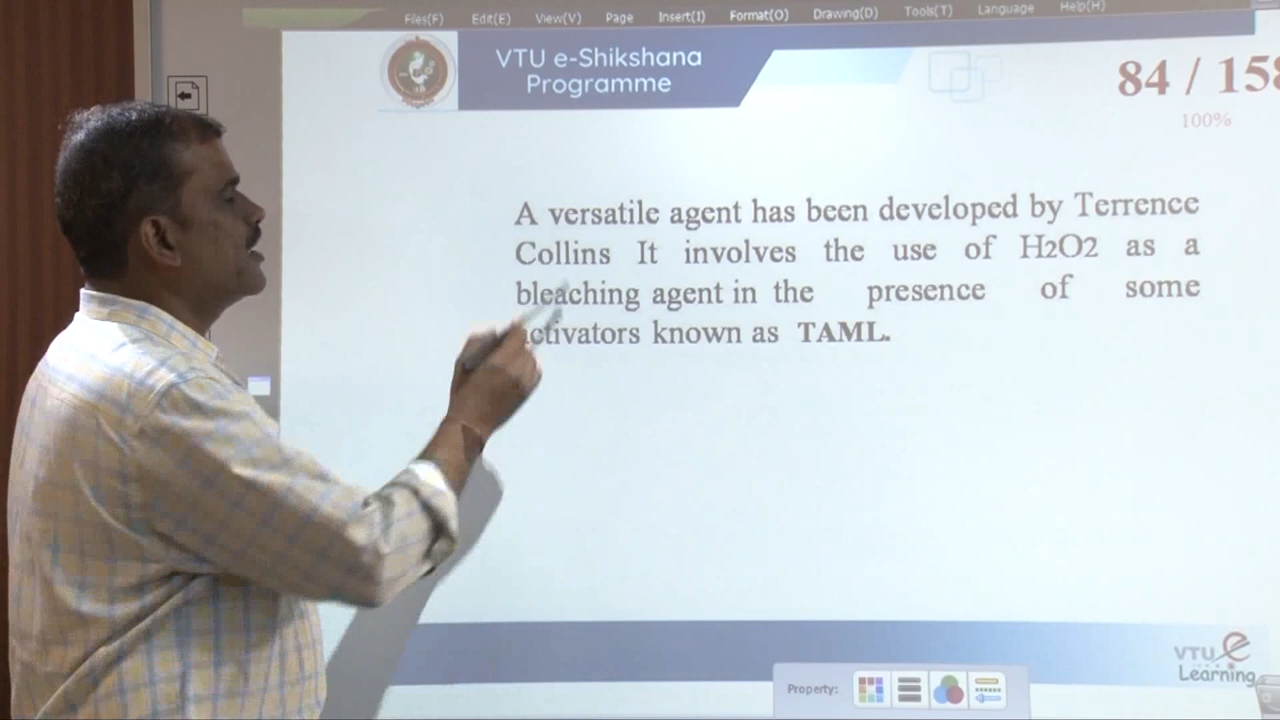 Files(F) Edit(E) View(V) Page Insert(I) Format(O) Drawing(D) Tools(T) Language Help(H)
VTU e-Shikshana
Programme
84 / 158
100%
A versatile agent has been developed by Terrence
Collins It involves the use of H2O2 as a
bleaching agent in the presence of some
activators known as TAML.
VTU e
Learning
Property: